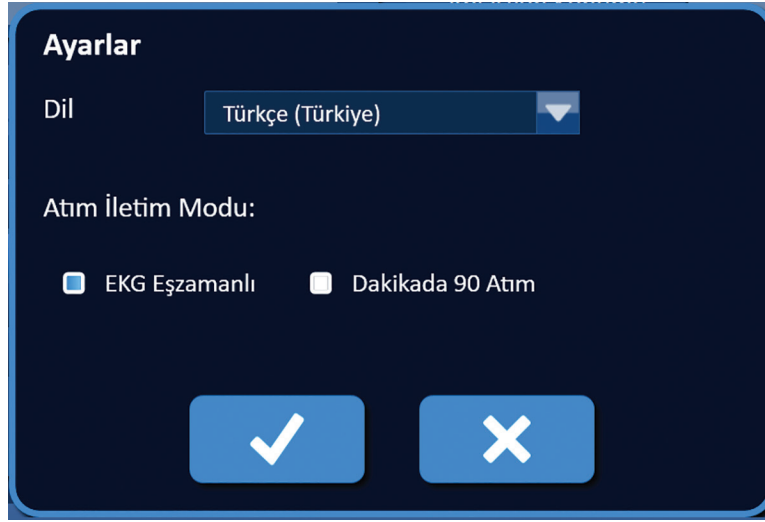 Ayarlar
Dil
Türkçe (Türkiye)
Atım İletim Modu:
EKG Eşzamanlı
Dakikada 90 Atım